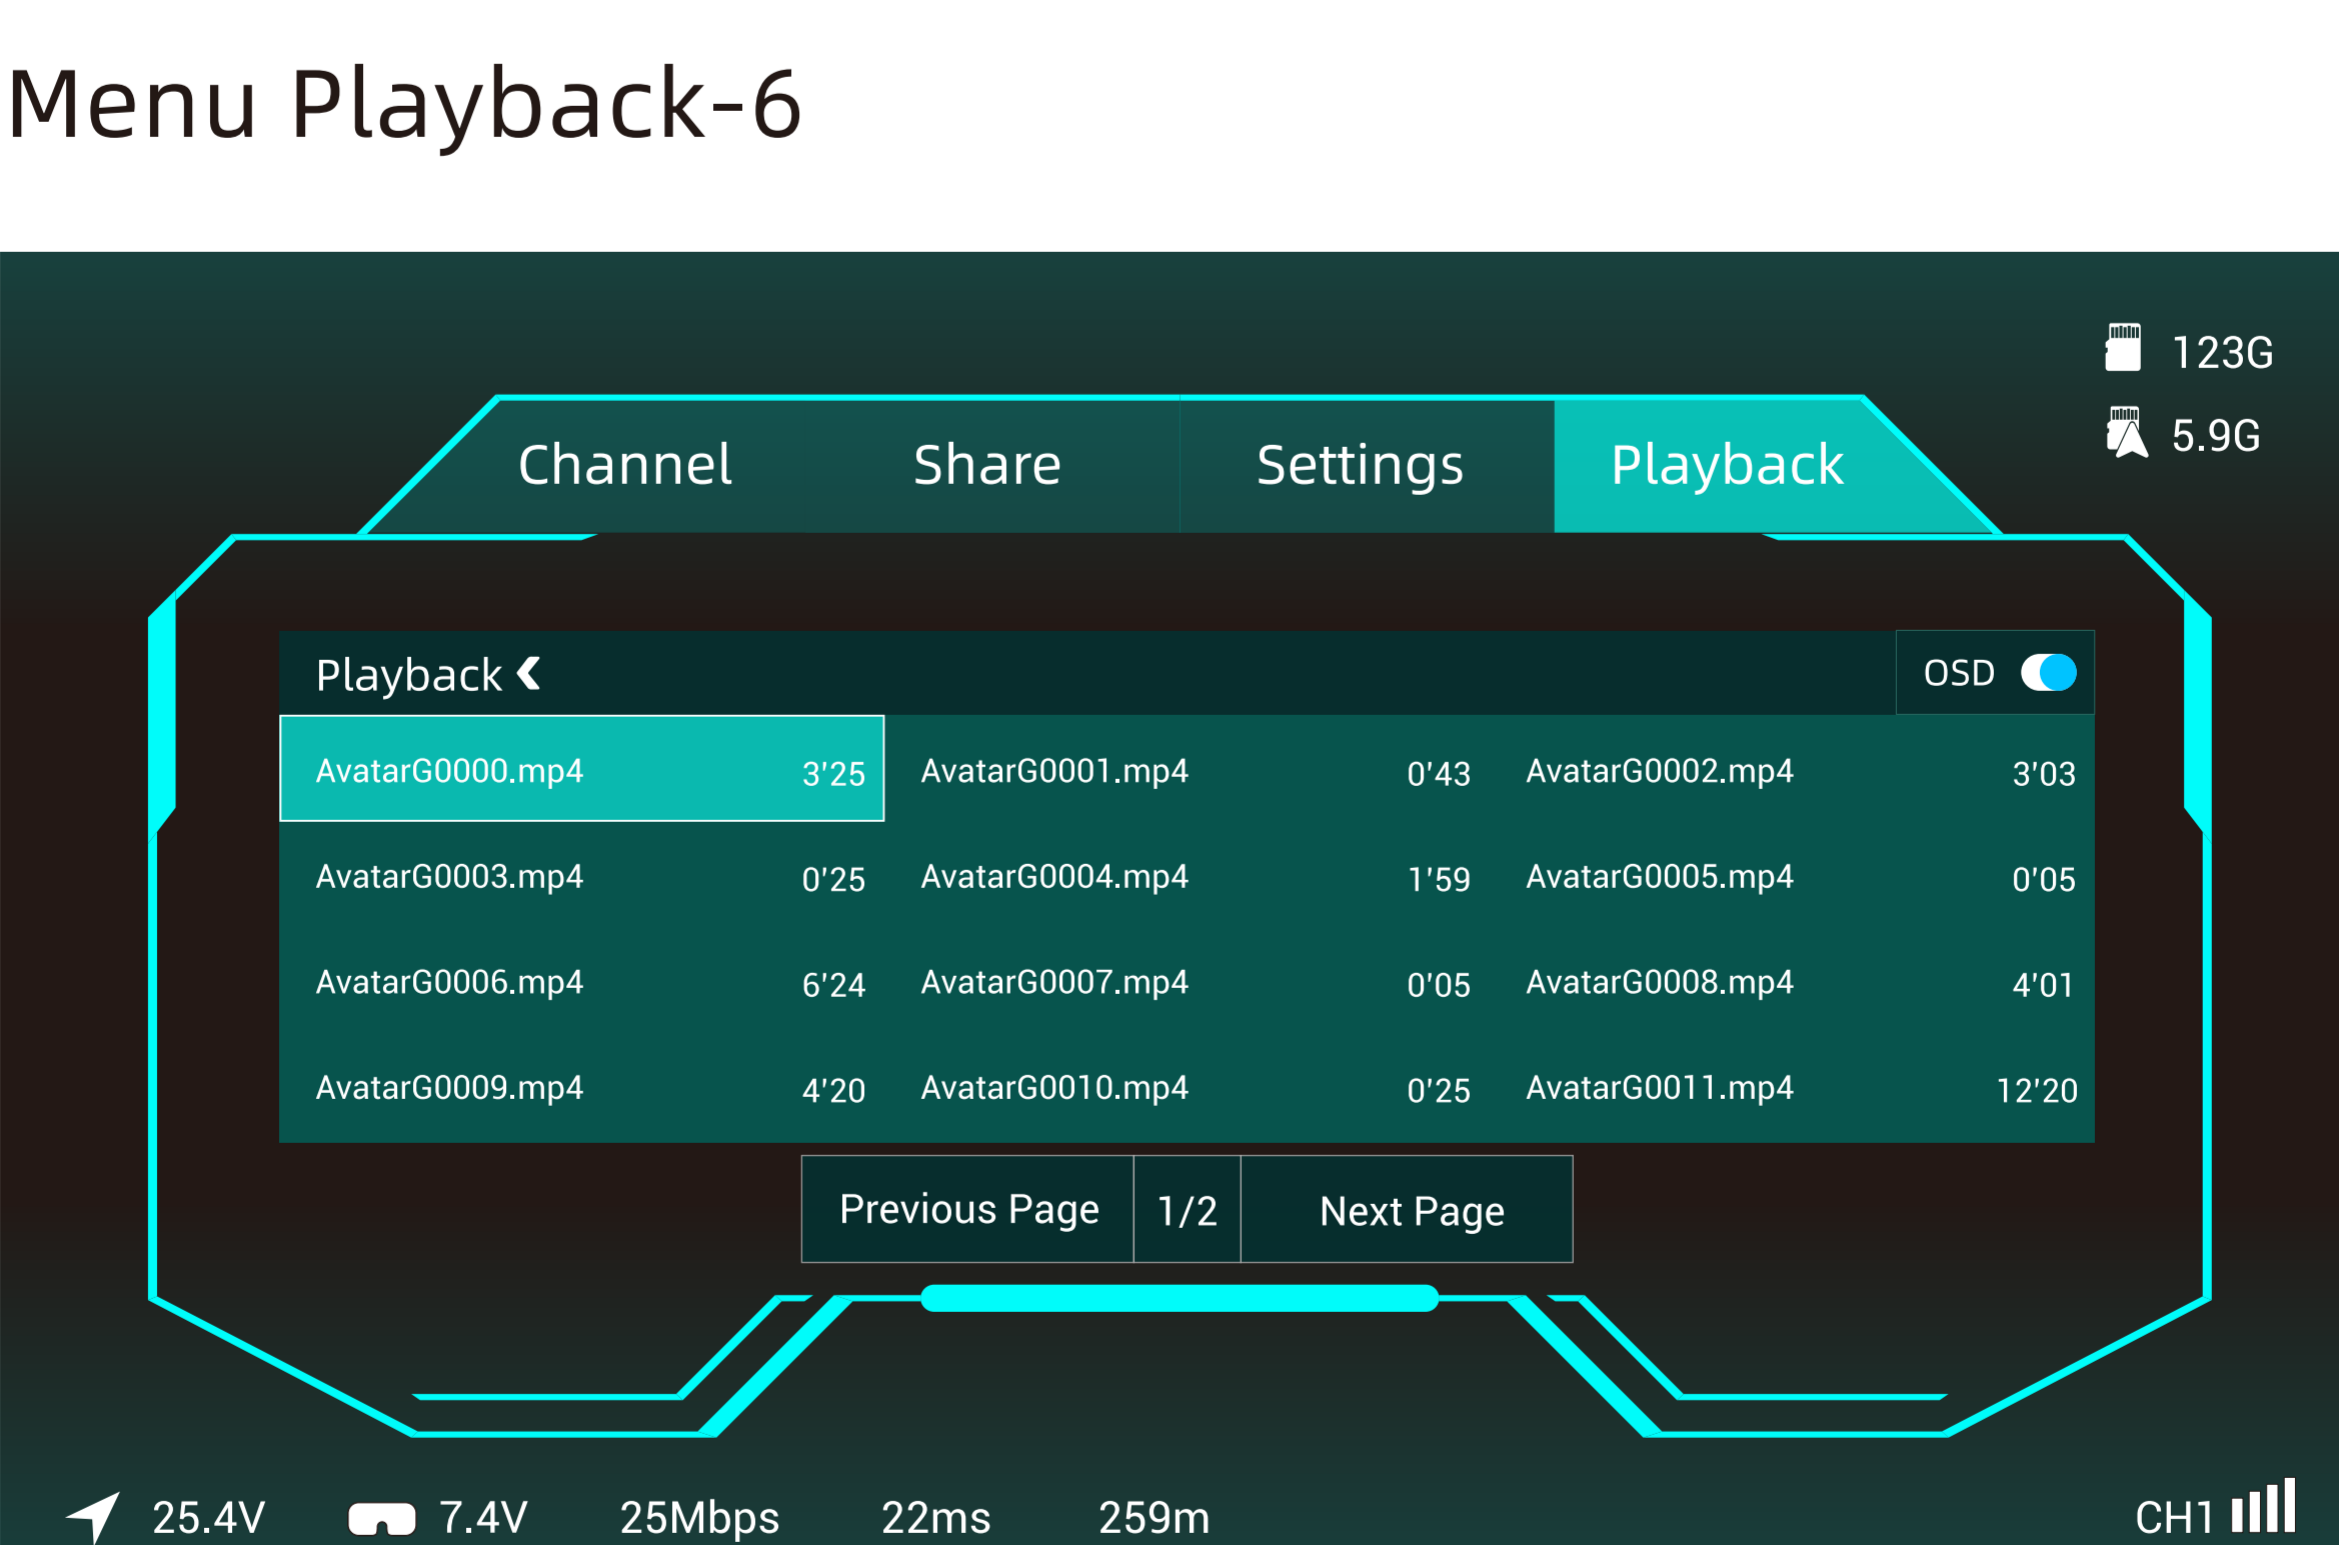 Menu Playback-6
123G
5.9G
Channel Share Settings Playback
Playback OSD
AvatarG0000.mp4 3'25 AvatarG0001.mp4 0'43 AvatarG0002.mp4 3'03
AvatarG0003.mp4 0'25 AvatarG0004.mp4 1'59 AvatarG0005.mp4 0'05
AvatarG0006.mp4 6'24 AvatarG0007.mp4 0'05 AvatarG0008.mp4 4'01
AvatarG0009.mp4 4'20 AvatarG0010.mp4 0'25 AvatarG0011.mp4 12'20
Previous Page 1/2 Next Page
25.4V 7.4V 25Mbps 22ms 259m CH1